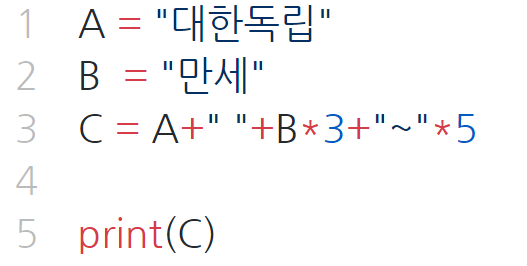 1 A = "대한독립"
2 B = "만세"
3 C = A+" "+B*3+"~"*5
4
5 print(C)